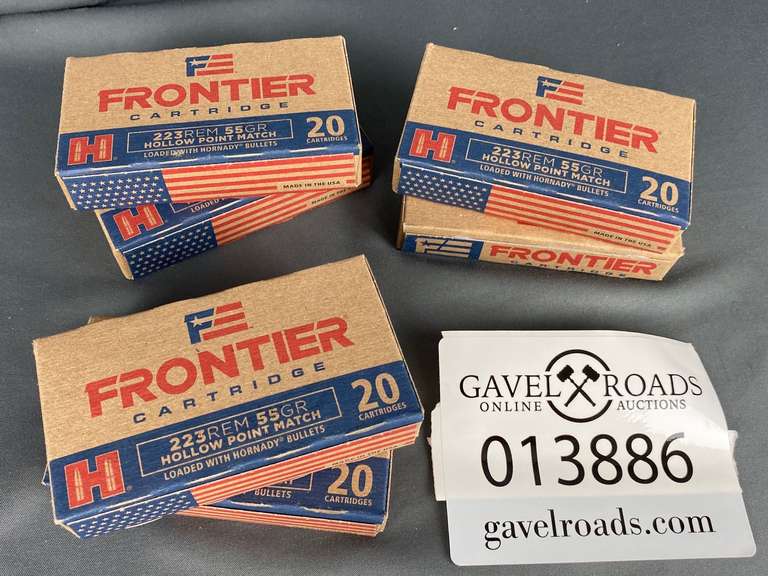 FRONTIER
CARTRIDGE
223REM 55GR
HOLLOW POINT MATCH
LOADED WITH HORNADY® BULLETS
20
CARTRIDGES
H
MADE IN THE USA
H
FRONTIER
CARTRIDGE
223REM 55GR
HOLLOW POINT MATCH
LOADED WITH HORNADY® BULLETS
20
CARTRIDGES
H
MADE IN THE USA
FRONTIER
CARTRIDGE
FRONTIER
CARTRIDGE
223REM 55GR
HOLLOW POINT MATCH
LOADED WITH HORNADY® BULLETS
20
CARTRIDGES
H
BULLETS
20
CARTRIDGES
GAVEL ROADS
ONLINE AUCTIONS
013886
gavelroads.com